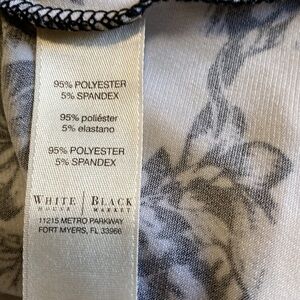 95% POLYESTER
5% SPANDEX
95% poliéster
5% elastano
95% POLYESTER
5% SPANDEX
WHITE | BLACK
HOUSE | MARKET
11215 METRO PARKWAY
FORT MYERS, FL 33966